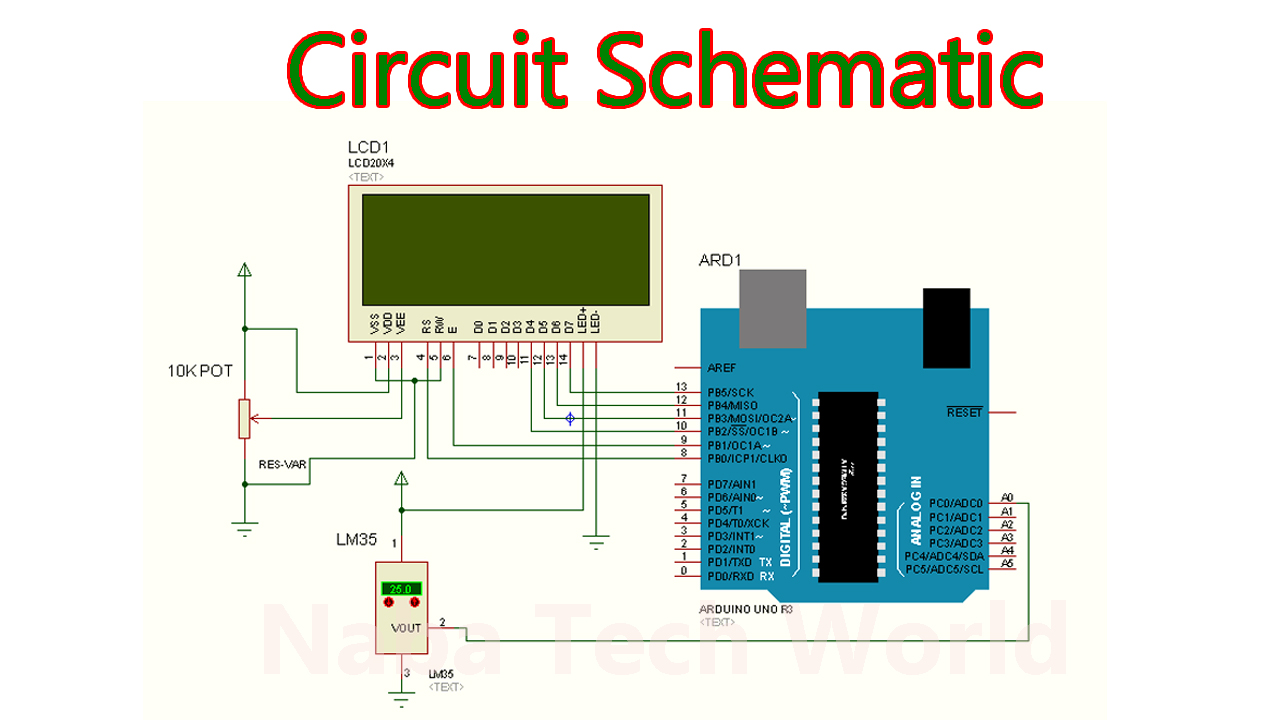 Circuit Schematic
LCD1
LCD20X4
<TEXT>
VSS
VDD
VEE
RS
RW
E
D0
D1
D2
D3
D4
D5
D6
D7
LED+
LED-
1
2
3
4
5
6
7
8
9
10
11
12
13
14
10K POT
RES-VAR
ARD1
AREF
13 PB5/SCK
12 PB4/MISO
11 PB3/MOSI/OC2A~
10 PB2/SS/OC1B ~
9 PB1/OC1A ~
8 PB0/ICP1/CLKO
7 PD7/AIN1
6 PD6/AIN0 ~
5 PD5/T1 ~
4 PD4/T0/XCK
3 PD3/INT1 ~
2 PD2/INT0
1 PD1/TXD TX
0 PD0/RXD RX
DIGITAL (~PWM)
ANALOG IN
RESET
PC0/ADC0 A0
PC1/ADC1 A1
PC2/ADC2 A2
PC3/ADC3 A3
PC4/ADC4/SDA A4
PC5/ADC5/SCL A5
ARDUINO UNO R3
<TEXT>
LM35
1
25.0
VOUT
2
3
LM35
<TEXT>
Napa Tech World